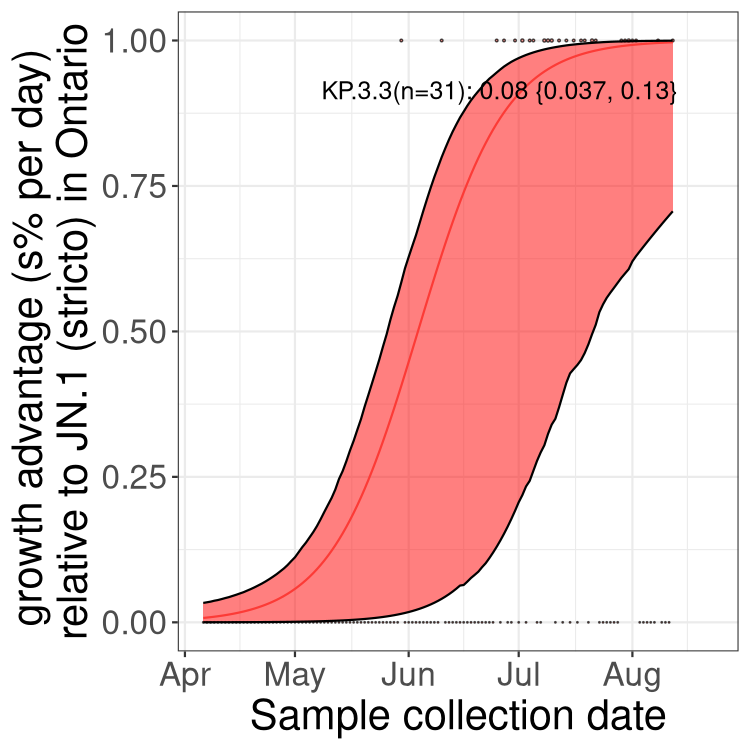 growth advantage (s% per day)
relative to JN.1 (stricto) in Ontario
1.00
0.75
0.50
0.25
0.00
KP.3.3(n=31): 0.08 {0.037, 0.13}
Apr May Jun Jul Aug
Sample collection date